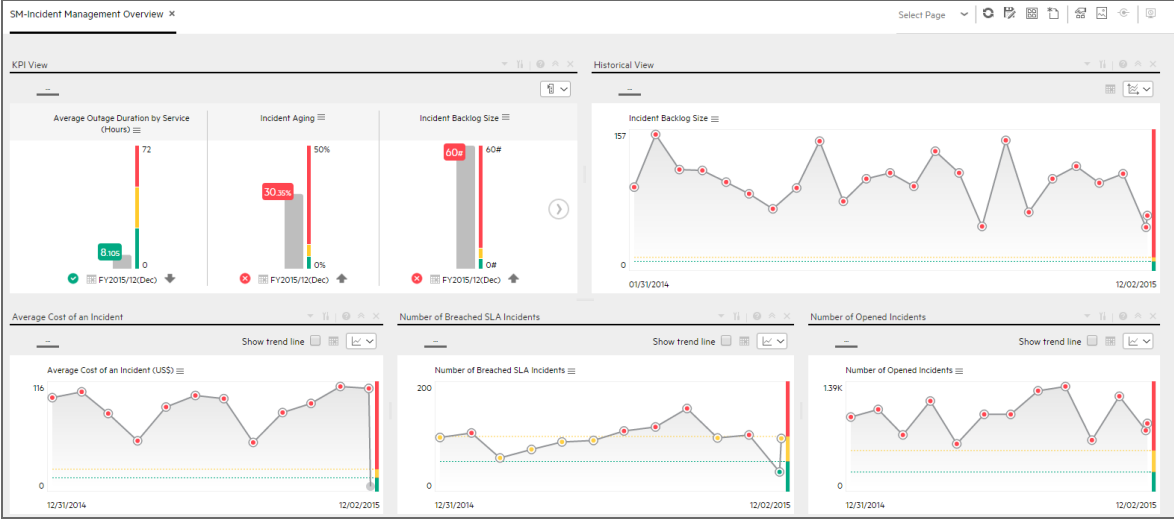 SM-Incident Management Overview ×
Select Page
KPI View
--
Average Outage Duration by Service
(Hours)
72
8.105
0
FY2015/12(Dec)
Incident Aging
50%
30.35%
0%
FY2015/12(Dec)
Incident Backlog Size
60#
60#
0#
FY2015/12(Dec)
Historical View
--
Incident Backlog Size
157
0
01/31/2014
12/02/2015
Average Cost of an Incident
--
Show trend line
Average Cost of an Incident (US$)
116
0
12/31/2014
12/02/2015
Number of Breached SLA Incidents
--
Show trend line
Number of Breached SLA Incidents
200
0
12/31/2014
12/02/2015
Number of Opened Incidents
--
Show trend line
Number of Opened Incidents
1.39K
0
12/31/2014
12/02/2015